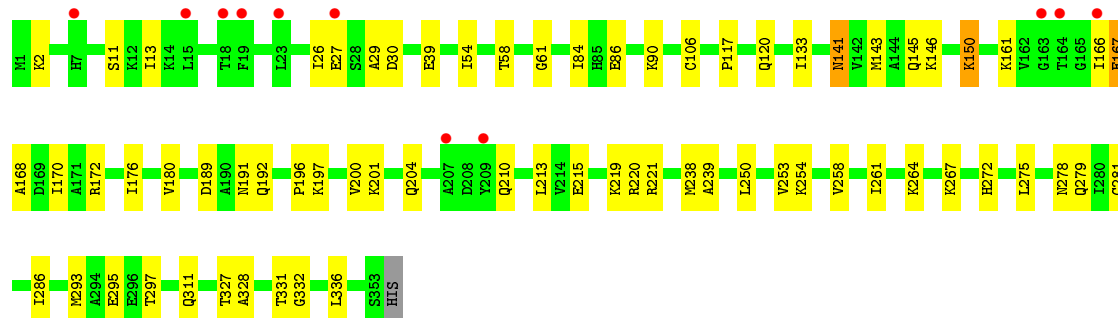 M1 K2 H7 S11 K12 I13 K14 L15 T18 F19 L23 I26 E27 S28 A29 D30 E39 I54 T58 G61 I84 H85 E86 K90 C106 P117 Q120 I133 N141 V142 M143 A144 Q145 K146 K150 K161 V162 G163 T164 G165 I166 E167
A168 D169 I170 A171 R172 I176 V180 D189 A190 N191 Q192 P196 K197 V200 K201 Q204 A207 D208 Y209 Q210 L213 V214 E215 K219 R220 R221 M238 A239 L250 V253 K254 V258 I261 K264 K267 H272 L275 N278 Q279 I280 C281
I286 M293 A294 E295 E296 T297 Q311 T327 A328 T331 G332 L336 S353 HIS